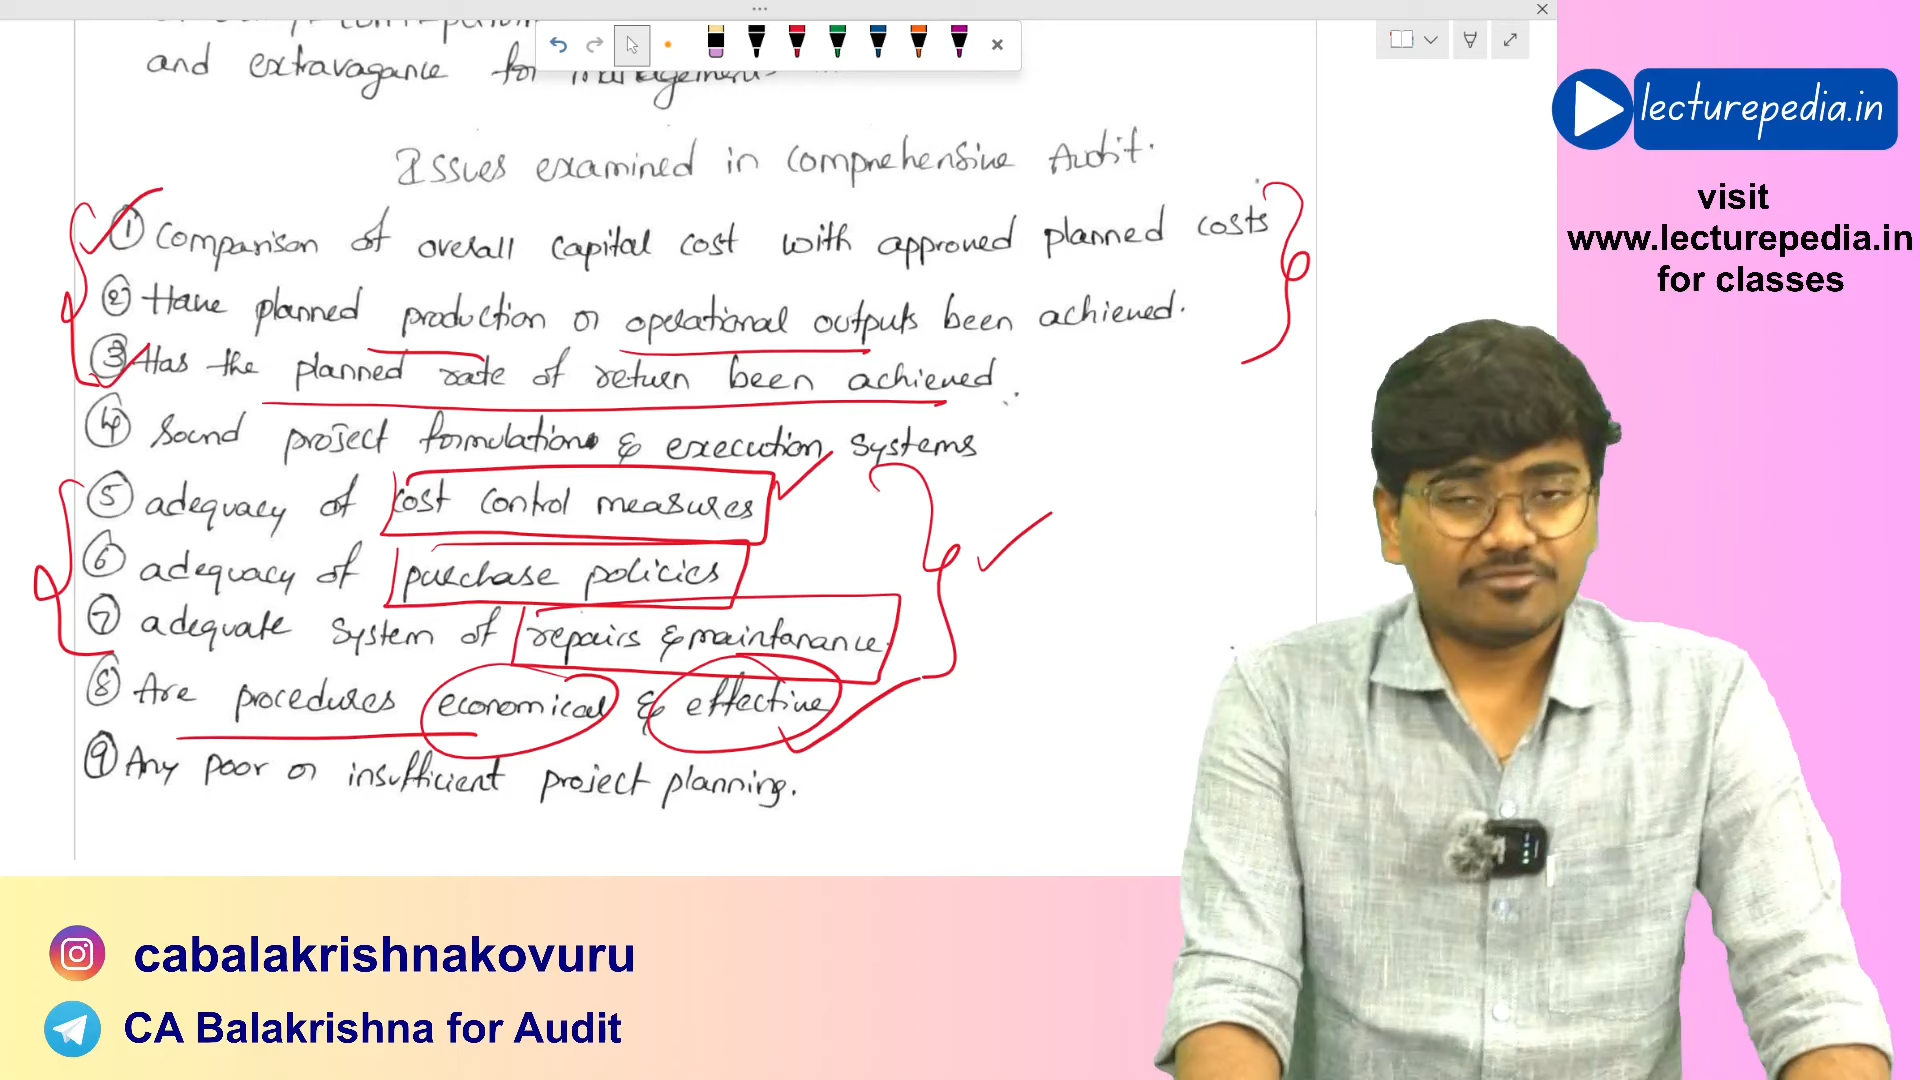 and extravagance for management
Issues examined in comprehensive Audit.
① Comparison of overall capital cost with approved planned costs
② Have planned production or operational outputs been achieved.
③ Has the planned rate of return been achieved
④ Sound project formulation & execution systems
⑤ adequacy of cost control measures
⑥ adequacy of purchase policies
⑦ adequate system of repairs & maintanance.
⑧ Are procedures economical & effective
⑨ Any poor or insufficient project planning.
lecturepedia.in
visit
www.lecturepedia.in
for classes
cabalakrishnakovuru
CA Balakrishna for Audit